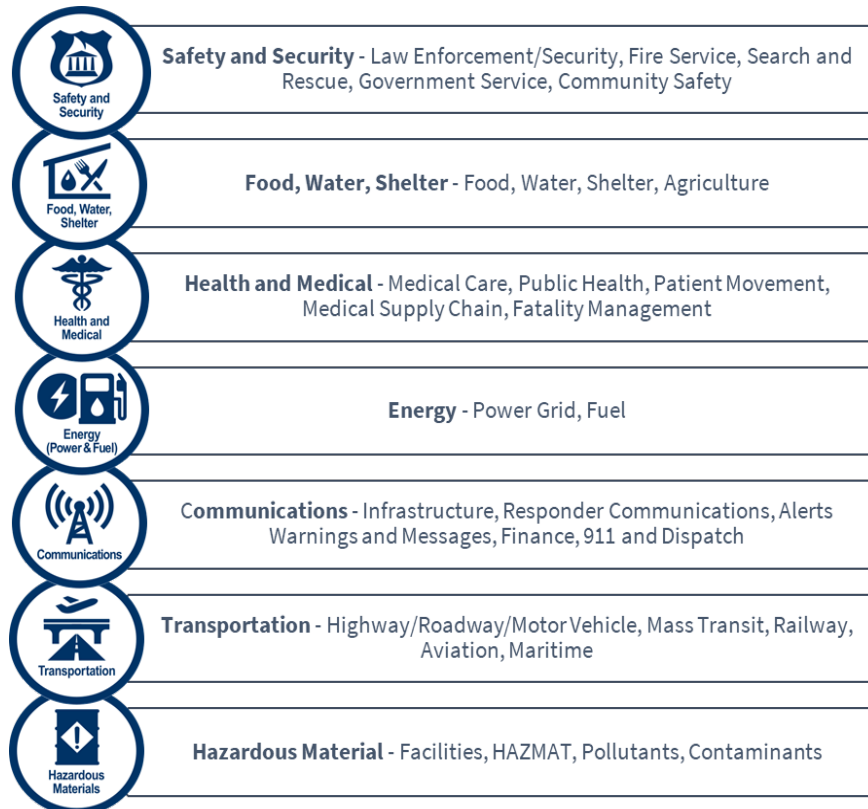 Safety and
Security
Safety and Security - Law Enforcement/Security, Fire Service, Search and
Rescue, Government Service, Community Safety
Food, Water,
Shelter
Food, Water, Shelter - Food, Water, Shelter, Agriculture
Health and
Medical
Health and Medical - Medical Care, Public Health, Patient Movement,
Medical Supply Chain, Fatality Management
Energy
(Power & Fuel)
Energy - Power Grid, Fuel
Communications
Communications - Infrastructure, Responder Communications, Alerts
Warnings and Messages, Finance, 911 and Dispatch
Transportation
Transportation - Highway/Roadway/Motor Vehicle, Mass Transit, Railway,
Aviation, Maritime
Hazardous
Materials
Hazardous Material - Facilities, HAZMAT, Pollutants, Contaminants